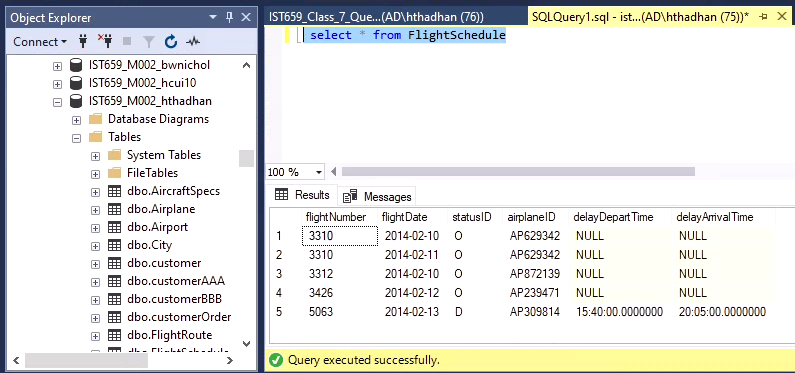 Object Explorer
Connect
IST659_M002_bwnichol
IST659_M002_hcui10
IST659_M002_hthadhan
Database Diagrams
Tables
System Tables
FileTables
dbo.AircraftSpecs
dbo.Airplane
dbo.Airport
dbo.City
dbo.customer
dbo.customerAAA
dbo.customerBBB
dbo.customerOrder
dbo.FlightRoute
dbo.FlightSchedule
IST659_Class_7_Que...(AD\hthadhan (76))
SQLQuery1.sql - ist...(AD\hthadhan (75))*
select * from FlightSchedule
100 %
Results Messages
flightNumber flightDate statusID airplaneID delayDepartTime delayArrivalTime
1 3310 2014-02-10 O AP629342 NULL NULL
2 3310 2014-02-11 O AP629342 NULL NULL
3 3312 2014-02-10 O AP872139 NULL NULL
4 3426 2014-02-12 O AP239471 NULL NULL
5 5063 2014-02-13 D AP309814 15:40:00.0000000 20:05:00.0000000
Query executed successfully.